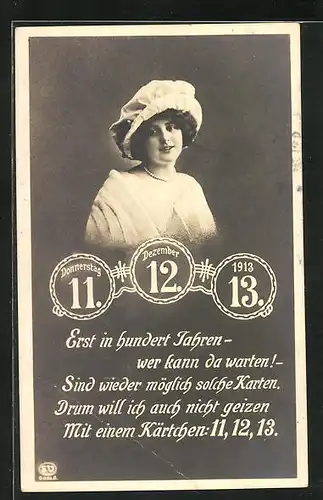 Donnerstag
11.
Dezember
12.
1913
13.
Erst in hundert Jahren –
wer kann da warten! –
Sind wieder möglich solche Karten.
Drum will ich auch nicht geizen
Mit einem Kärtchen: 11, 12, 13.